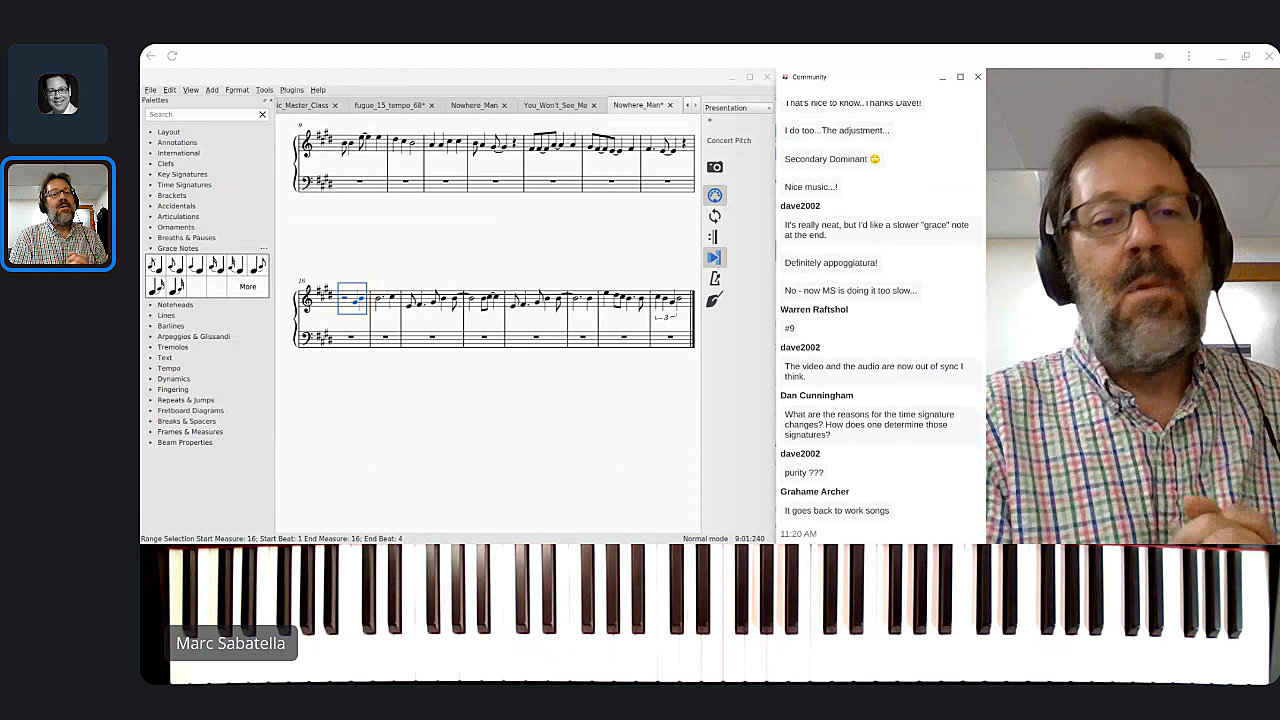 File Edit View Add Format Tools Plugins Help
Palettes
Search
Layout
Annotations
International
Clefs
Key Signatures
Time Signatures
Brackets
Accidentals
Articulations
Ornaments
Breaths & Pauses
Grace Notes
More
Noteheads
Lines
Barlines
Arpeggios & Glissandi
Tremolos
Text
Tempo
Dynamics
Fingering
Repeats & Jumps
Fretboard Diagrams
Breaks & Spacers
Frames & Measures
Beam Properties
ic_Master_Class fugue_15_tempo_68* Nowhere_Man You_Won't_See_Me Nowhere_Man*
9
16
3
Presentation
Concert Pitch
Range Selection Start Measure: 16; Start Beat: 1 End Measure: 16; End Beat: 4
Normal mode 9:01:240
Community
That's nice to know..Thanks Dave!!
I do too...The adjustment...
Secondary Dominant 🙄
Nice music...!
dave2002
It's really neat, but I'd like a slower "grace" note
at the end.
Definitely appoggiatura!
No - now MS is doing it too slow...
Warren Raftshol
#9
dave2002
The video and the audio are now out of sync I
think.
Dan Cunningham
What are the reasons for the time signature
changes? How does one determine those
signatures?
dave2002
purity ???
Grahame Archer
It goes back to work songs
11:20 AM
Marc Sabatella